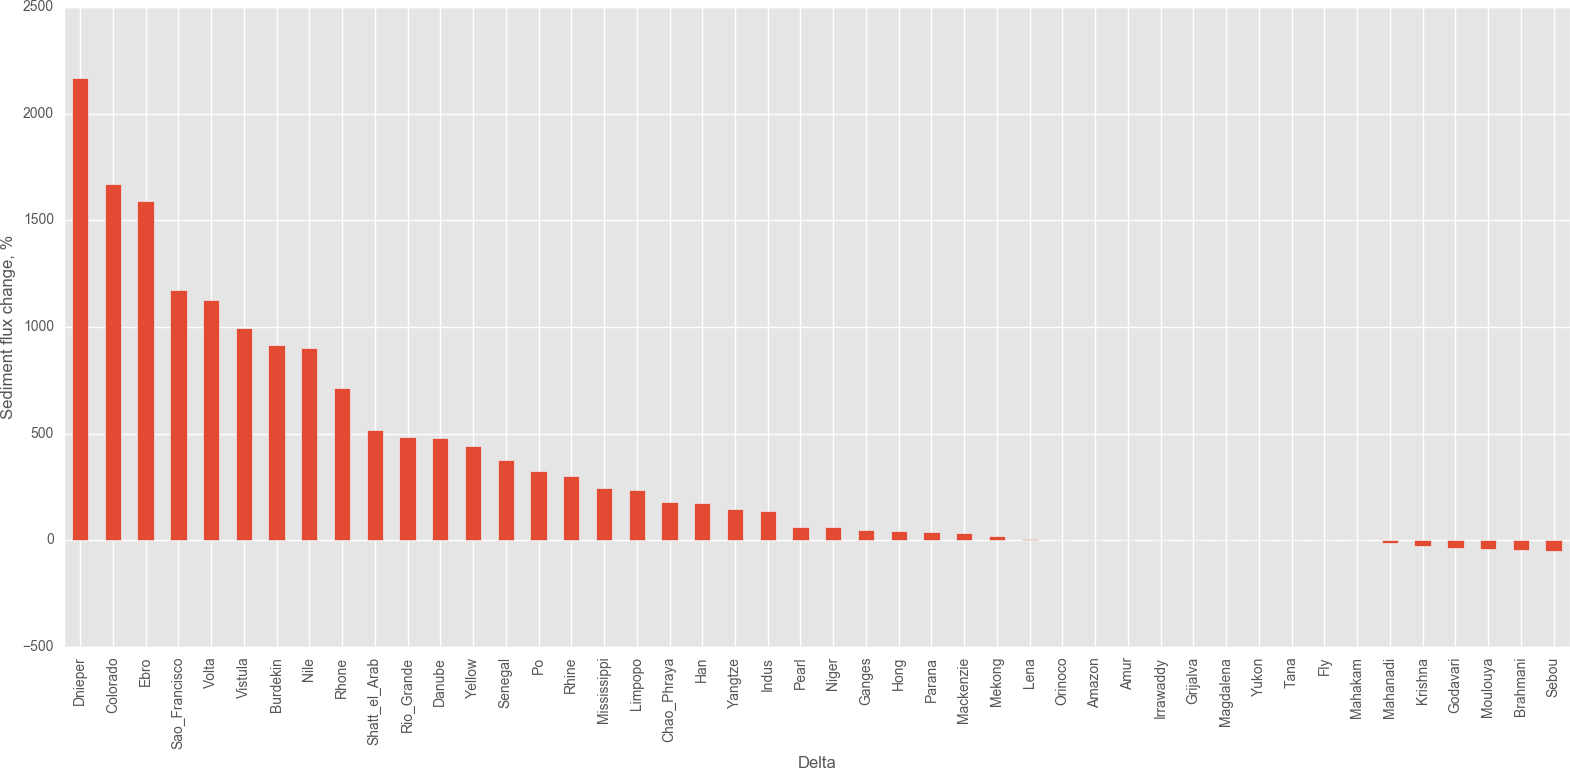 2500
2000
1500
1000
500
0
−500
Sediment flux change, %
Dnieper
Colorado
Ebro
Sao_Francisco
Volta
Vistula
Burdekin
Nile
Rhone
Shatt_el_Arab
Rio_Grande
Danube
Yellow
Senegal
Po
Rhine
Mississippi
Limpopo
Chao_Phraya
Han
Yangtze
Indus
Pearl
Niger
Ganges
Hong
Parana
Mackenzie
Mekong
Lena
Orinoco
Amazon
Amur
Irrawaddy
Grijalva
Magdalena
Yukon
Tana
Fly
Mahakam
Mahanadi
Krishna
Godavari
Moulouya
Brahmani
Sebou
Delta